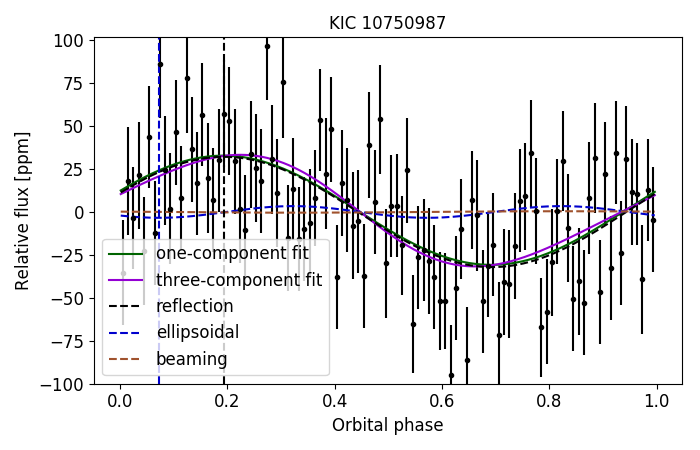 KIC 10750987
Relative flux [ppm]
100
75
50
25
0
−25
−50
−75
−100
one-component fit
three-component fit
reflection
ellipsoidal
beaming
0.0 0.2 0.4 0.6 0.8 1.0
Orbital phase